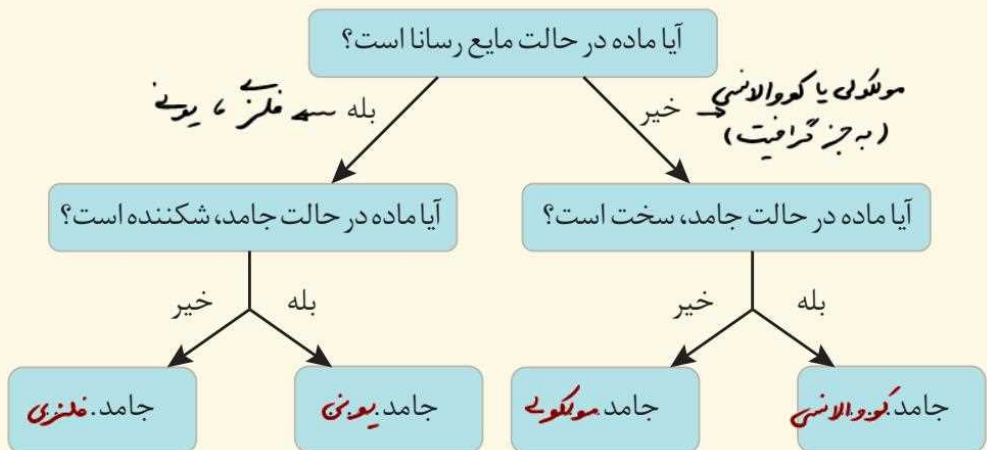 آیا ماده در حالت مایع رسانا است؟
مولکولی یا کووالانسی
(به جز گرافیت)
خیر
بله
فلزی یا یونی
آیا ماده در حالت جامد، سخت است؟
آیا ماده در حالت جامد، شکننده است؟
بله
خیر
بله
خیر
جامد کووالانسی
جامد مولکولی
جامد یونی
جامد فلزی